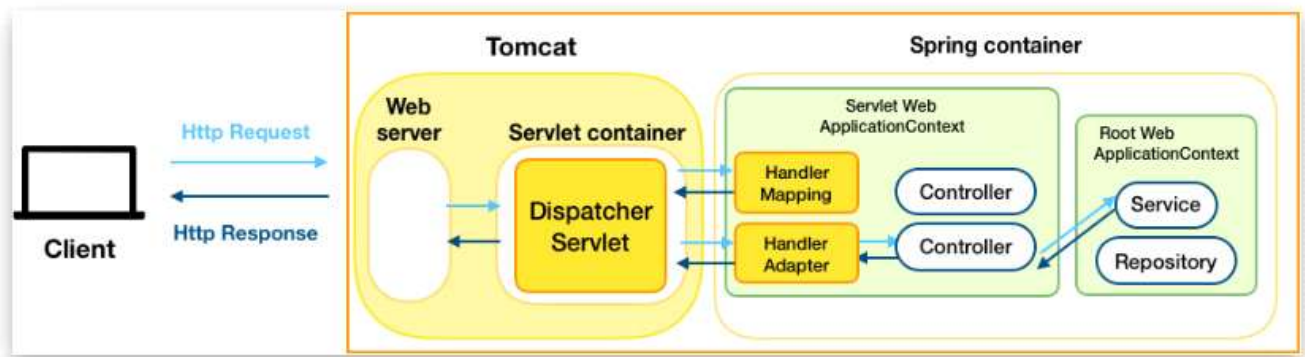 Tomcat
Spring container
Web
server
Servlet container
Servlet Web
ApplicationContext
Root Web
ApplicationContext
Http Request
Http Response
Client
Dispatcher
Servlet
Handler
Mapping
Handler
Adapter
Controller
Controller
Service
Repository